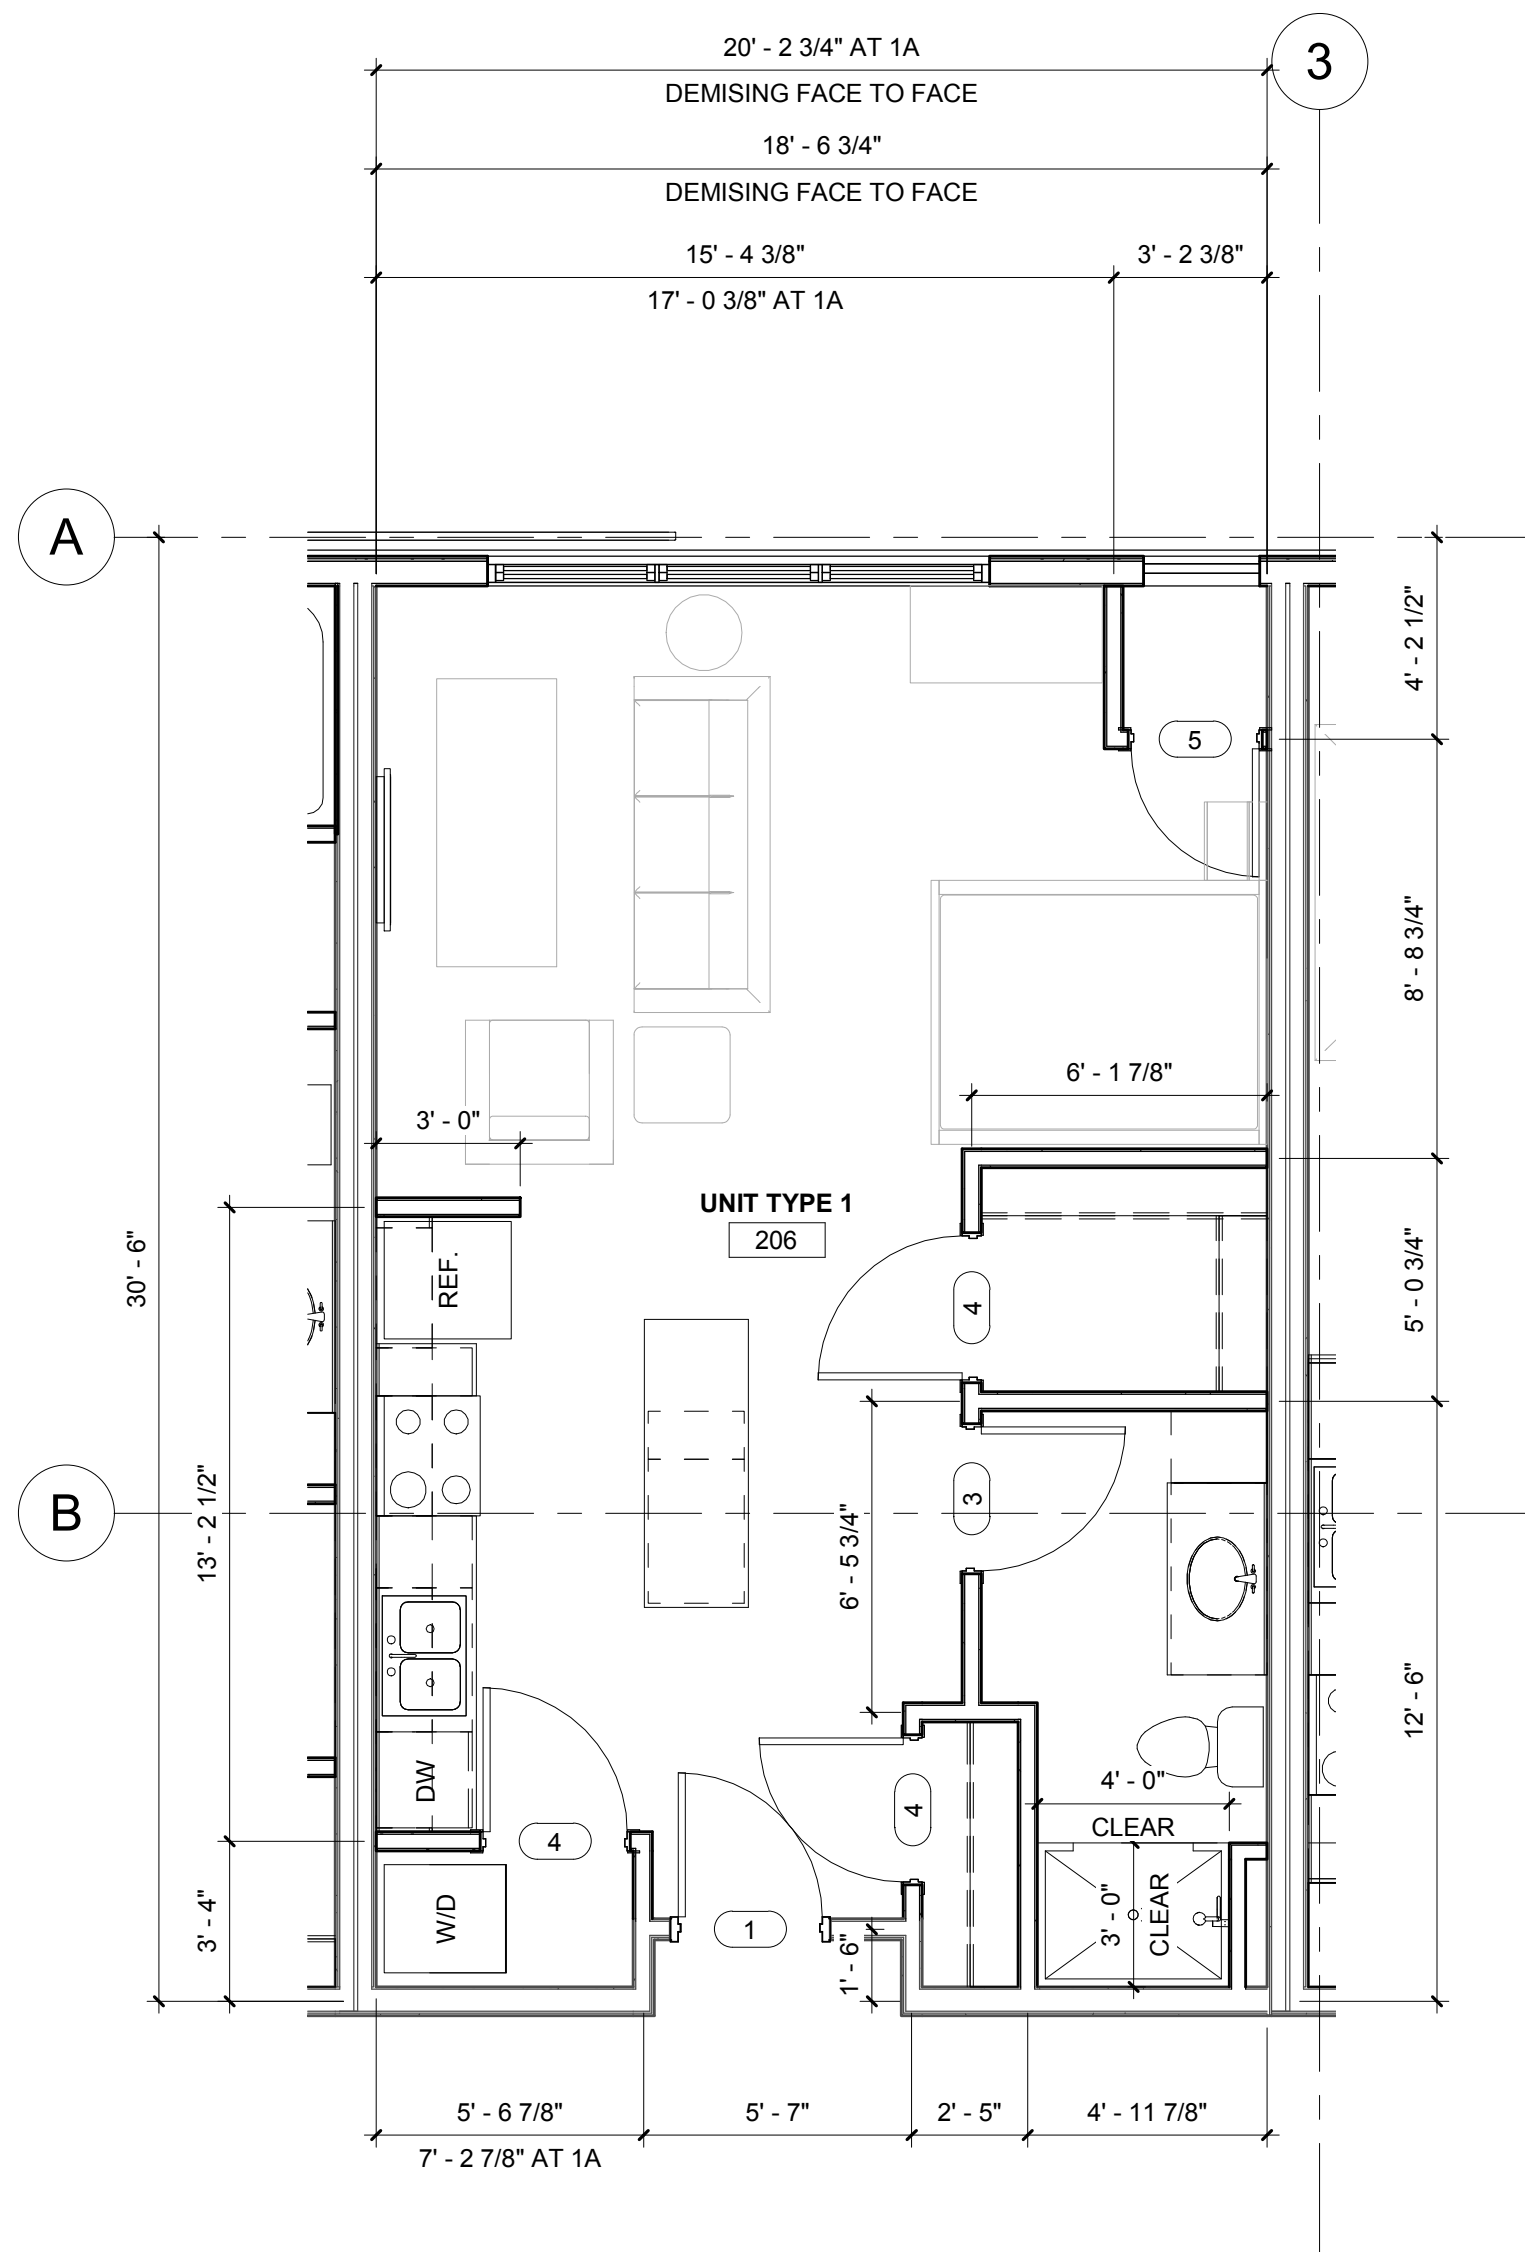 20' - 2 3/4" AT 1A
3
DEMISING FACE TO FACE
18' - 6 3/4"
DEMISING FACE TO FACE
15' - 4 3/8"
3' - 2 3/8"
17' - 0 3/8" AT 1A
A
4' - 2 1/2"
5
8' - 8 3/4"
6' - 1 7/8"
3' - 0"
UNIT TYPE 1
206
30' - 6"
REF.
4
5' - 0 3/4"
13' - 2 1/2"
B
3
6' - 5 3/4"
12' - 6"
DW
4' - 0"
CLEAR
4
4
3' - 4"
W/D
1
3' - 0"
CLEAR
1' - 6"
5' - 6 7/8"
5' - 7"
2' - 5"
4' - 11 7/8"
7' - 2 7/8" AT 1A